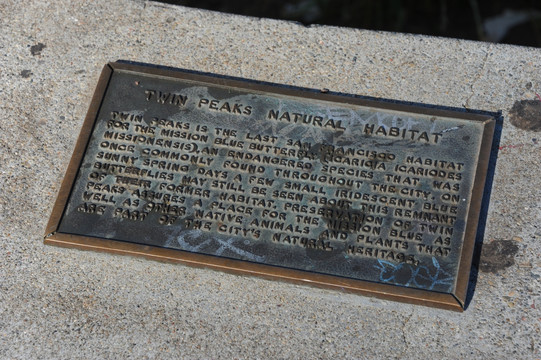 TWIN PEAKS NATURAL HABITAT
TWIN PEAKS IS THE LAST SAN FRANCISCO HABITAT
FOR THE MISSION BLUE BUTTERFLY (ICARICIA ICARIODES
MISSIONENSIS), AN ENDANGERED SPECIES THAT WAS
ONCE COMMONLY FOUND THROUGHOUT THE CITY. ON
SUNNY SPRING DAYS A FEW SMALL IRIDESCENT BLUE
BUTTERFLIES CAN STILL BE SEEN ABOUT THIS REMNANT
OF THEIR FORMER HABITAT. PRESERVATION OF TWIN
PEAKS ASSURES A PLACE FOR THE MISSION BLUE AS
WELL AS OTHER NATIVE ANIMALS AND PLANTS THAT
ARE PART OF THE CITY'S NATURAL HERITAGE.